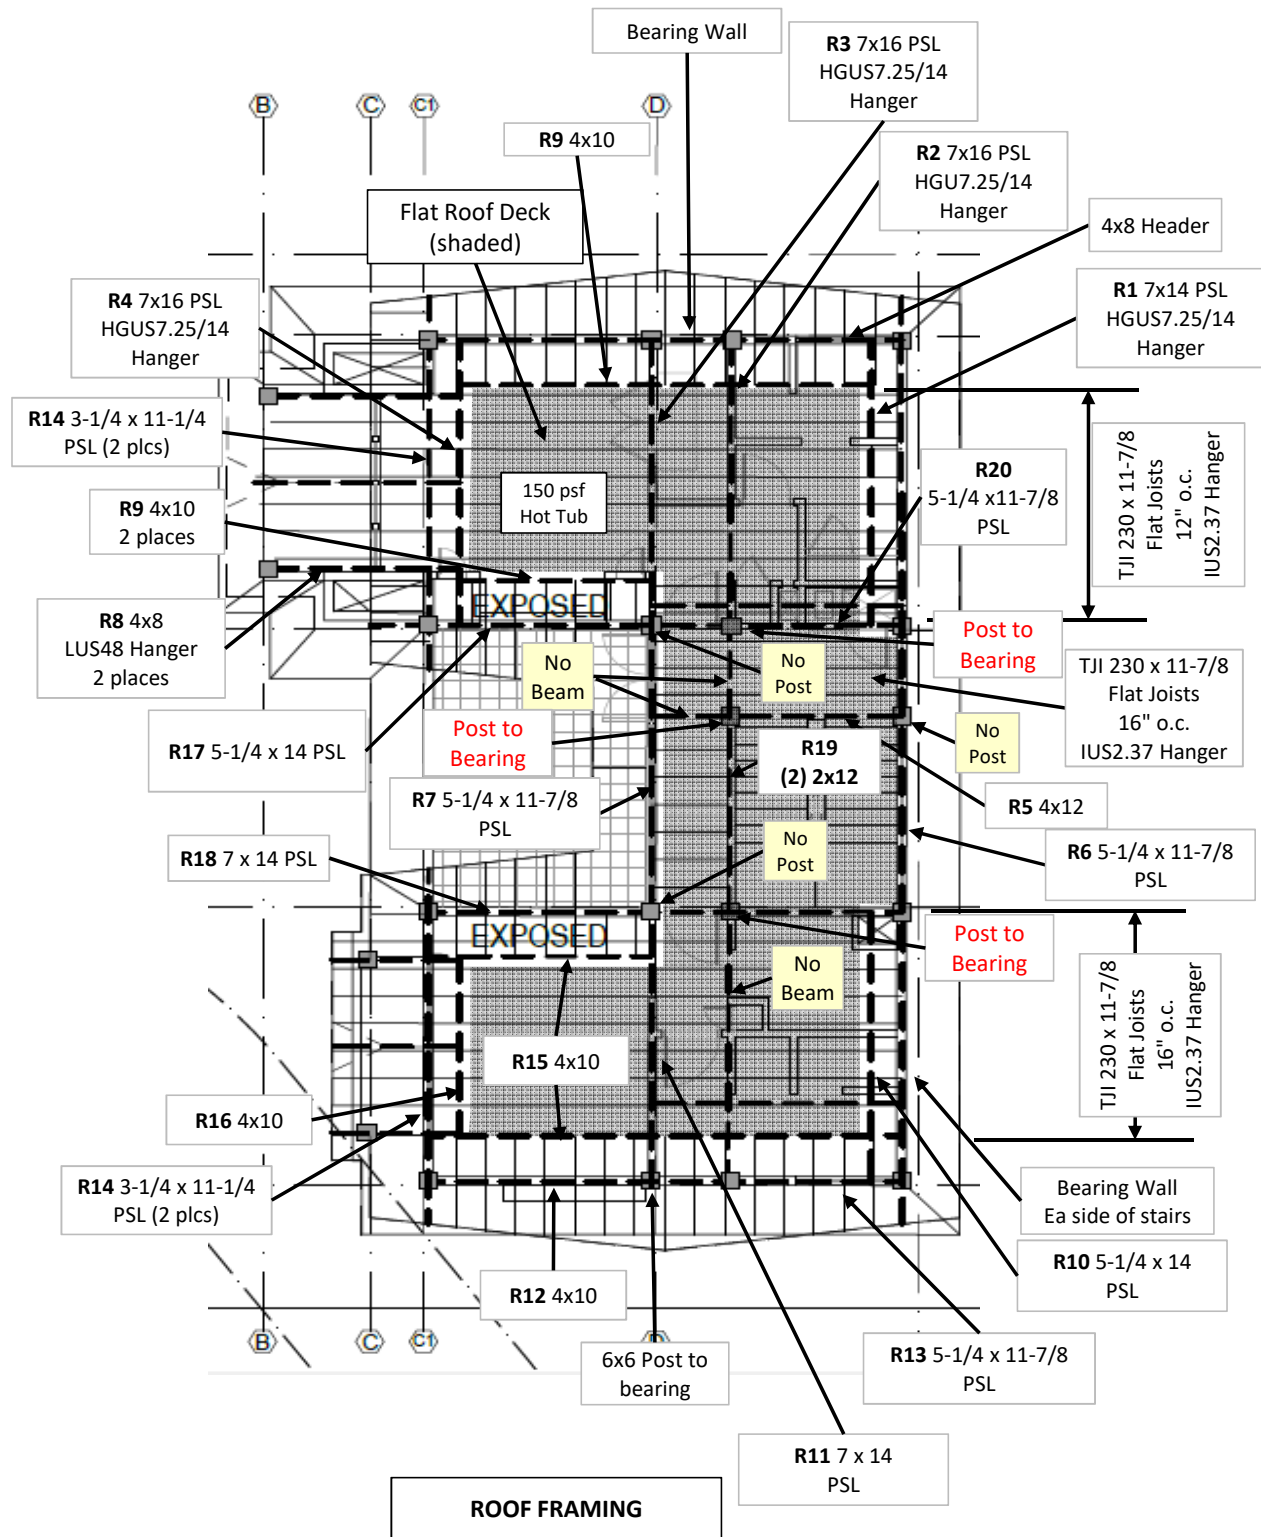 Bearing Wall
R3 7x16 PSL
HGUS7.25/14
Hanger
B
C
C1
D
R9 4x10
R2 7x16 PSL
HGU7.25/14
Hanger
Flat Roof Deck
(shaded)
4x8 Header
R4 7x16 PSL
HGUS7.25/14
Hanger
R1 7x14 PSL
HGUS7.25/14
Hanger
R14 3-1/4 x 11-1/4
PSL (2 plcs)
TJI 230 x 11-7/8
Flat Joists
12" o.c.
IUS2.37 Hanger
R20
5-1/4 x11-7/8
PSL
150 psf
Hot Tub
R9 4x10
2 places
EXPOSED
R8 4x8
LUS48 Hanger
2 places
Post to
Bearing
No
Beam
No
Post
TJI 230 x 11-7/8
Flat Joists
16" o.c.
IUS2.37 Hanger
Post to
Bearing
No
Post
R17 5-1/4 x 14 PSL
R19
(2) 2x12
R7 5-1/4 x 11-7/8
PSL
R5 4x12
No
Post
R6 5-1/4 x 11-7/8
PSL
R18 7 x 14 PSL
EXPOSED
Post to
Bearing
No
Beam
TJI 230 x 11-7/8
Flat Joists
16" o.c.
IUS2.37 Hanger
R15 4x10
R16 4x10
R14 3-1/4 x 11-1/4
PSL (2 plcs)
Bearing Wall
Ea side of stairs
R12 4x10
R10 5-1/4 x 14
PSL
B
C
C1
D
6x6 Post to
bearing
R13 5-1/4 x 11-7/8
PSL
R11 7 x 14
PSL
ROOF FRAMING